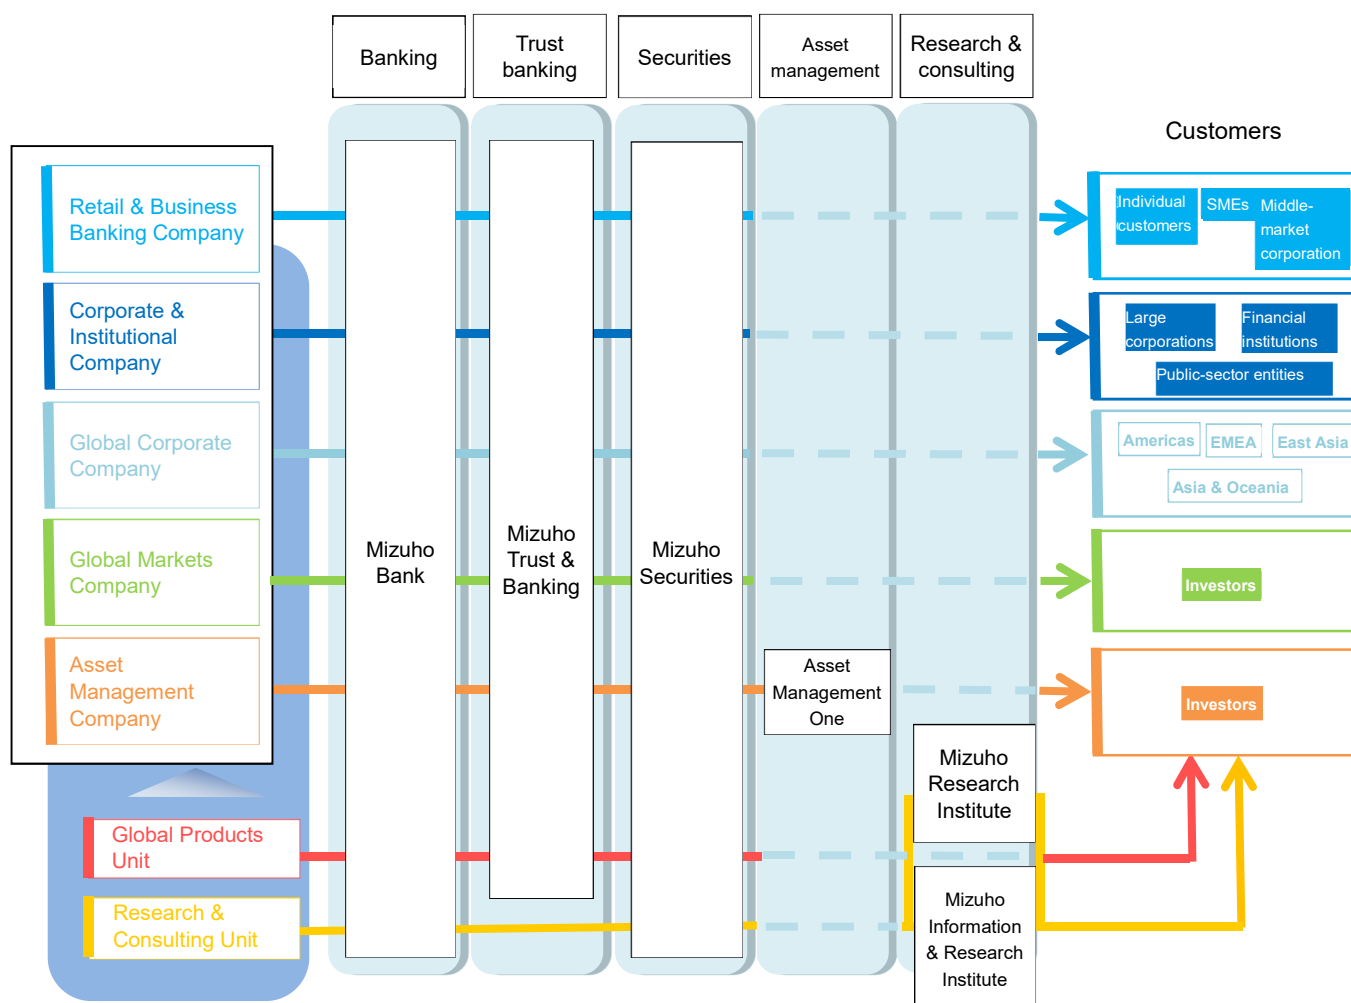 Banking
Trust
banking
Securities
Asset
management
Research &
consulting
Customers
Retail & Business
Banking Company
Individual
customers
SMEs
Middle-
market
corporation
Corporate &
Institutional
Company
Large
corporations
Financial
institutions
Public-sector entities
Global Corporate
Company
Americas
EMEA
East Asia
Asia & Oceania
Global Markets
Company
Mizuho
Bank
Mizuho
Trust &
Banking
Mizuho
Securities
Investors
Asset
Management
Company
Asset
Management
One
Investors
Mizuho
Research
Institute
Global Products
Unit
Research &
Consulting Unit
Mizuho
Information
& Research
Institute